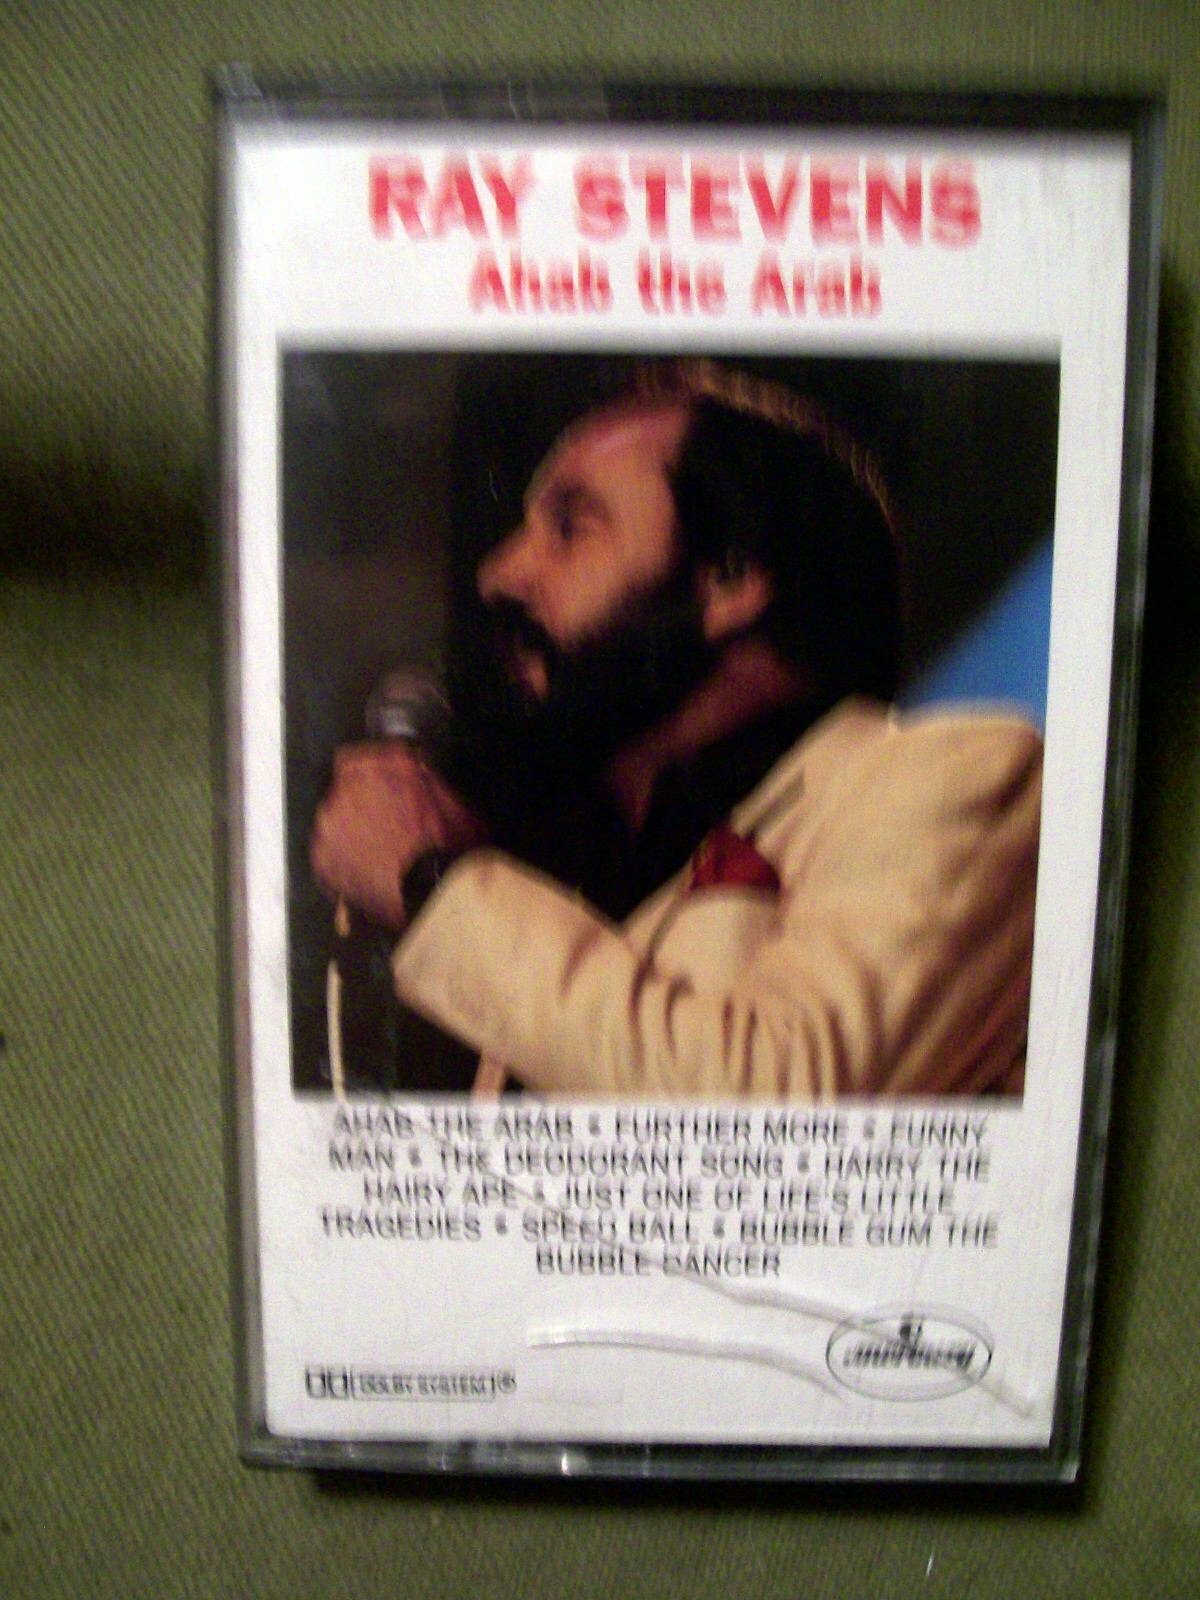 RAY STEVENS
Ahab the Arab
AHAB THE ARAB • FURTHER MORE • FUNNY
MAN • THE DEODORANT SONG • HARRY THE
HAIRY APE • JUST ONE OF LIFE'S LITTLE
TRAGEDIES • SPEED BALL • BUBBLE GUM THE
BUBBLE DANCER
DOLBY SYSTEM ®
mercury